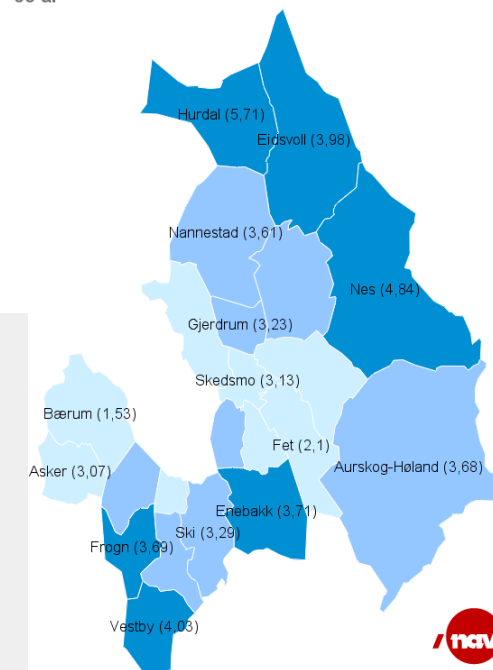 Hurdal (5,71)
Eidsvoll (3,98)
Nannestad (3,61)
Nes (4,84)
Gjerdrum (3,23)
Skedsmo (3,13)
Bærum (1,53)
Fet (2,1)
Asker (3,07)
Aurskog-Høland (3,68)
Enebakk (3,71)
Ski (3,29)
Frogn (3,69)
Vestby (4,03)
nav